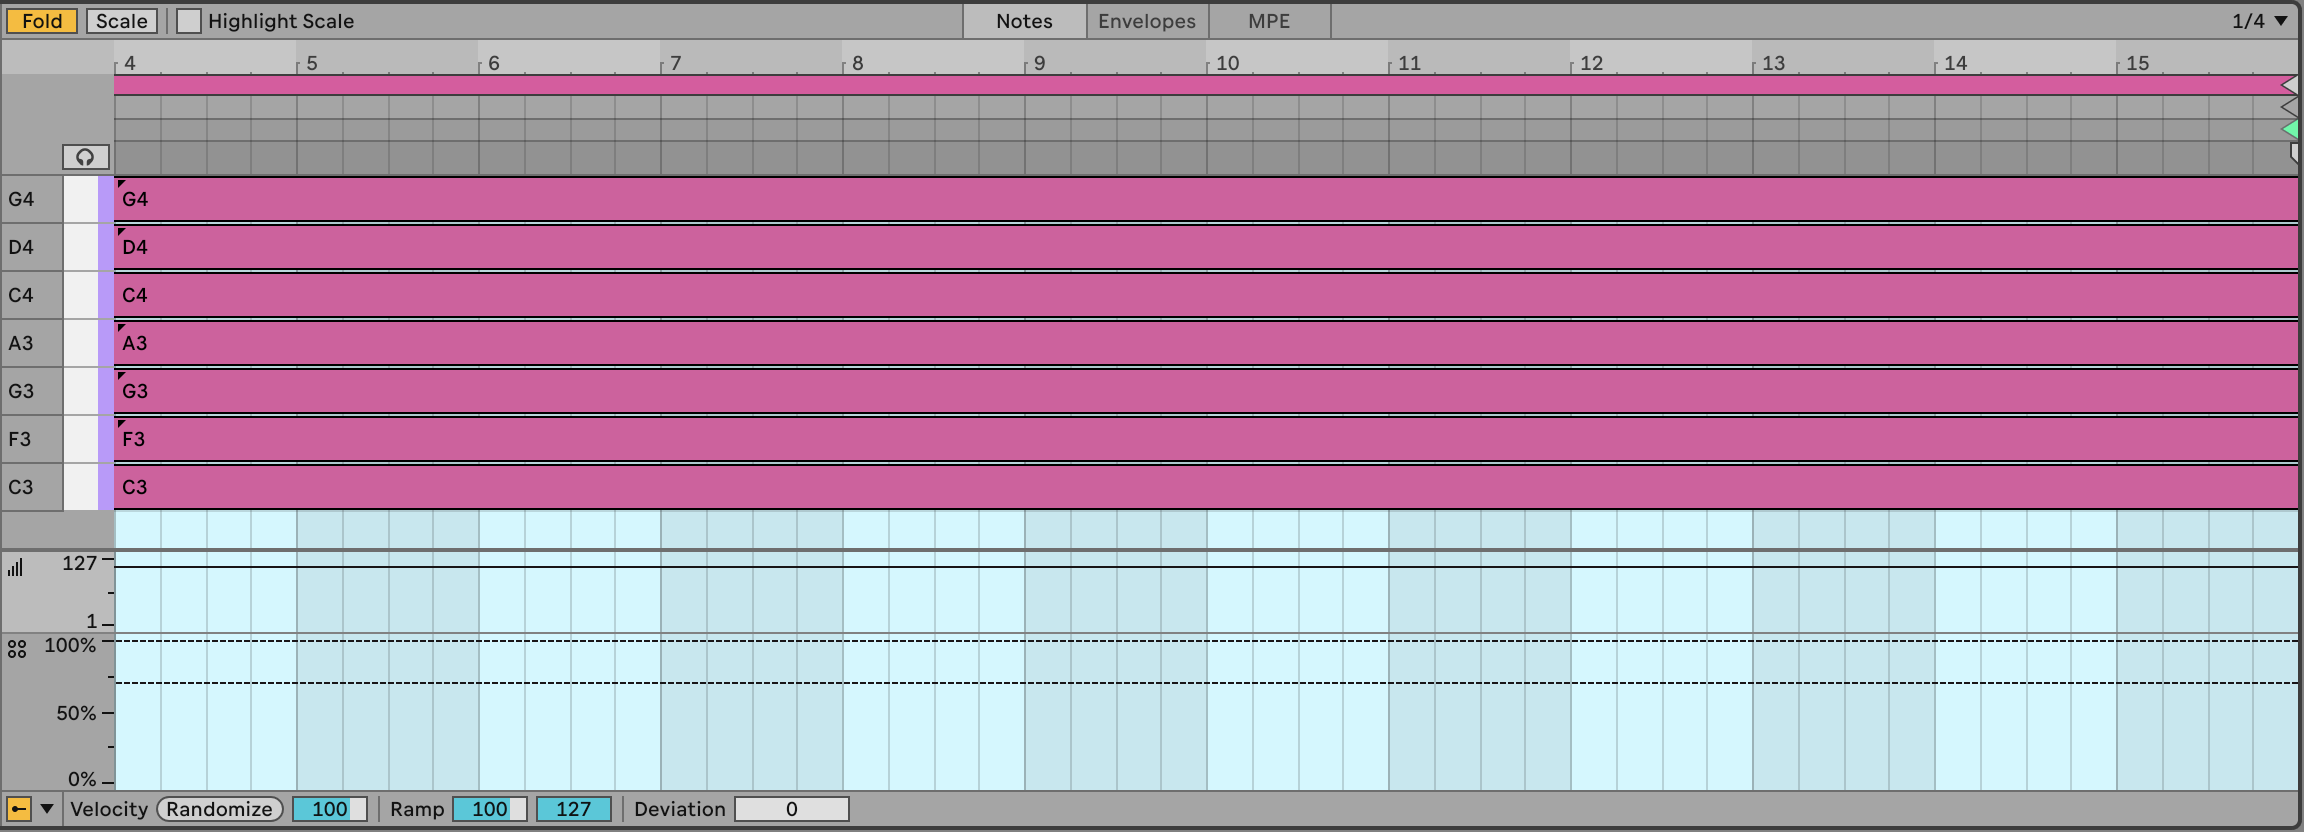 Fold Scale Highlight Scale Notes Envelopes MPE 1/4
4 5 6 7 8 9 10 11 12 13 14 15
G4 G4
D4 D4
C4 C4
A3 A3
G3 G3
F3 F3
C3 C3
127
1
100%
50%
0%
Velocity Randomize 100 Ramp 100 127 Deviation 0